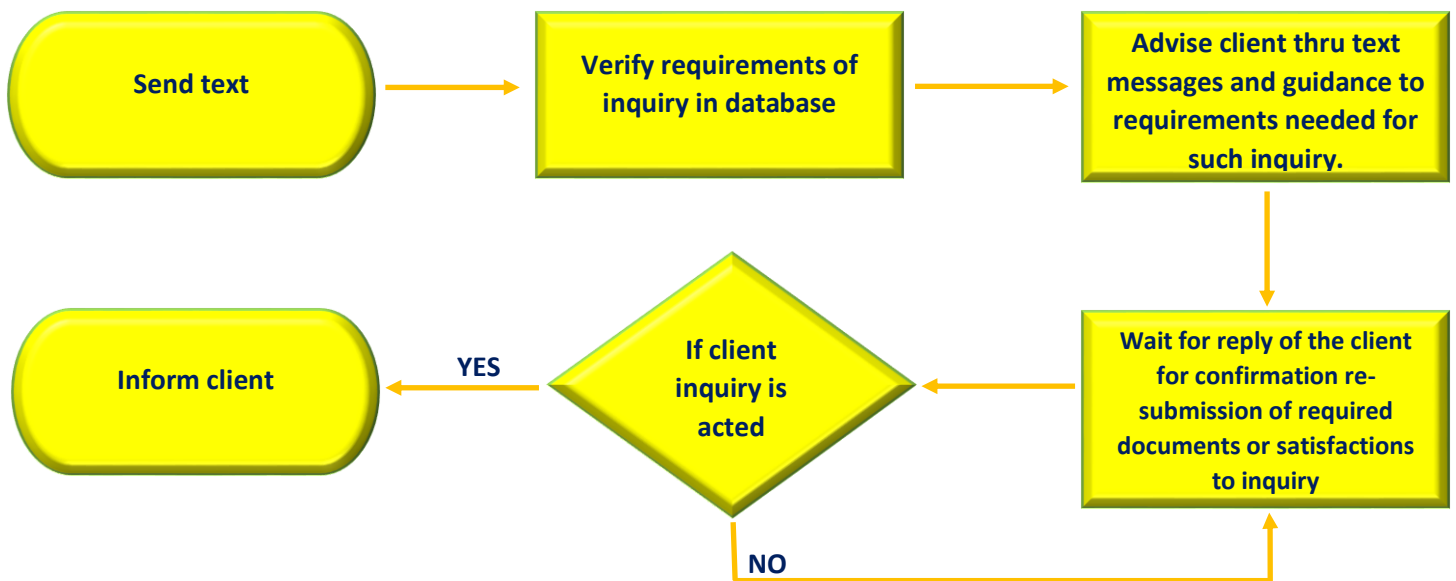 Send text
Verify requirements of
inquiry in database
Advise client thru text
messages and guidance to
requirements needed for
such inquiry.
Wait for reply of the client
for confirmation re-
submission of required
documents or satisfactions
to inquiry
If client
inquiry is
acted
YES
Inform client
NO